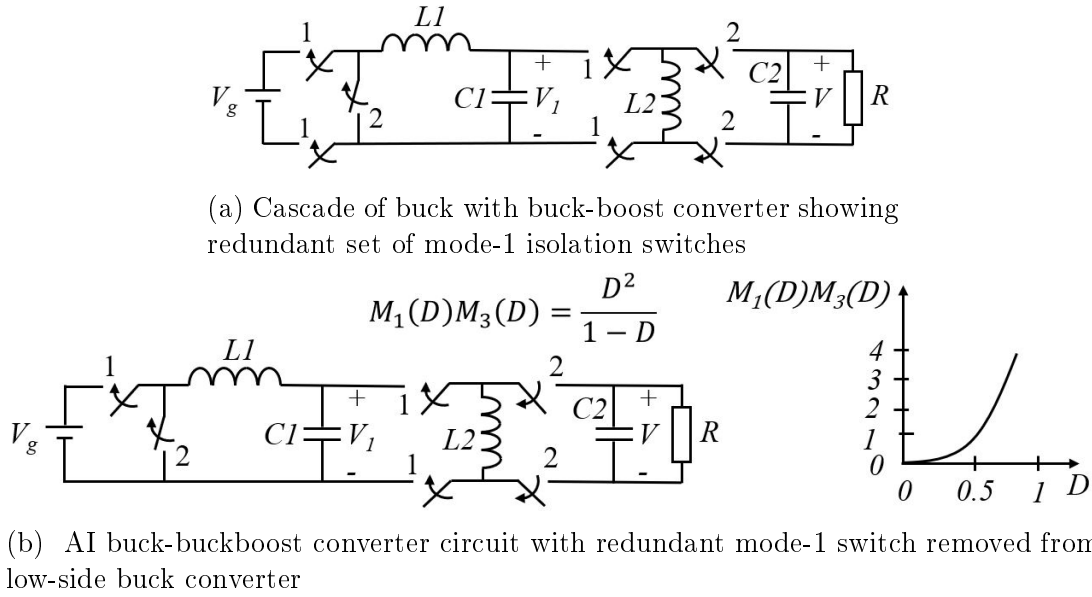 L1
1
2
1
2
+
+
V_g
C1
V_1
L2
C2
V
R
1
2
1
2
-
-
(a) Cascade of buck with buck-boost converter showing
redundant set of mode-1 isolation switches
M_1(D)M_3(D) = D^2 / (1 − D)
L1
1
2
1
2
+
+
V_g
C1
V_1
L2
C2
V
R
2
1
2
-
-
M_1(D)M_3(D)
4
3
2
1
0
0 0.5 1 D
(b) AI buck-buckboost converter circuit with redundant mode-1 switch removed from
low-side buck converter